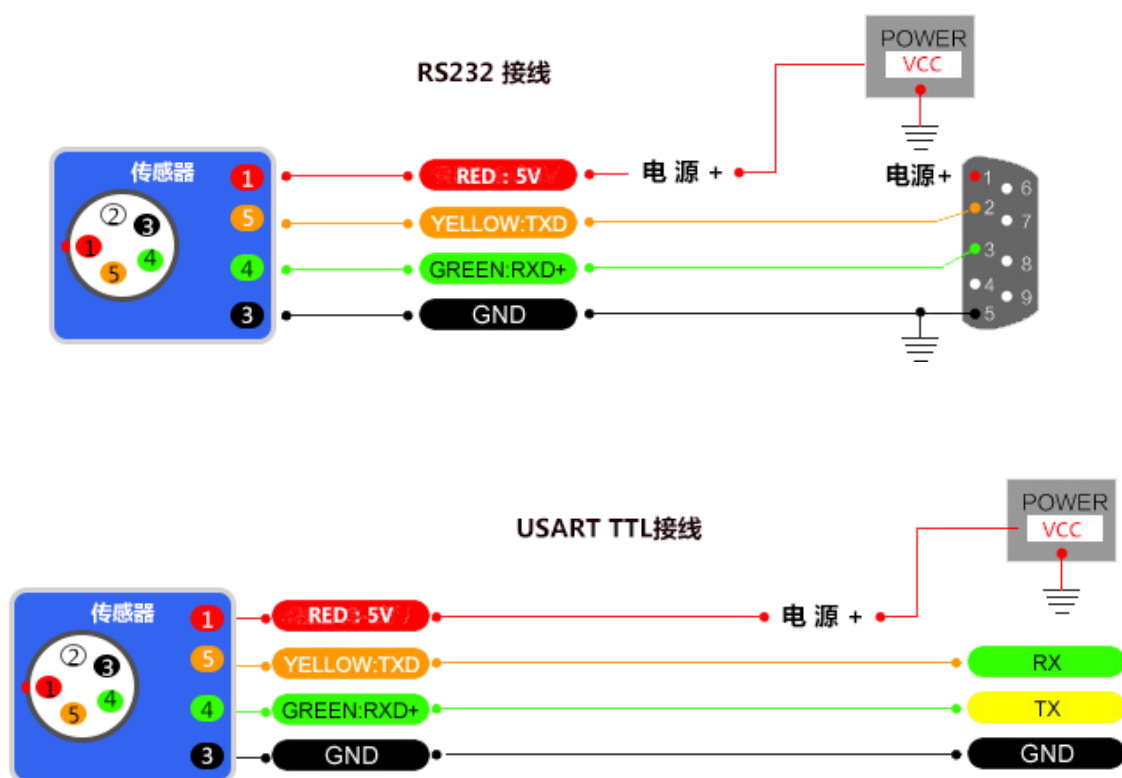 RS232 接线
POWER
VCC
传感器
1
5
4
3
2
3
1
4
5
RED : 5V
YELLOW:TXD
GREEN:RXD+
GND
电 源 +
电源+
1
2
3
4
5
6
7
8
9
USART TTL接线
POWER
VCC
传感器
1
5
4
3
2
3
1
4
5
RED : 5V
YELLOW:TXD
GREEN:RXD+
GND
电 源 +
RX
TX
GND